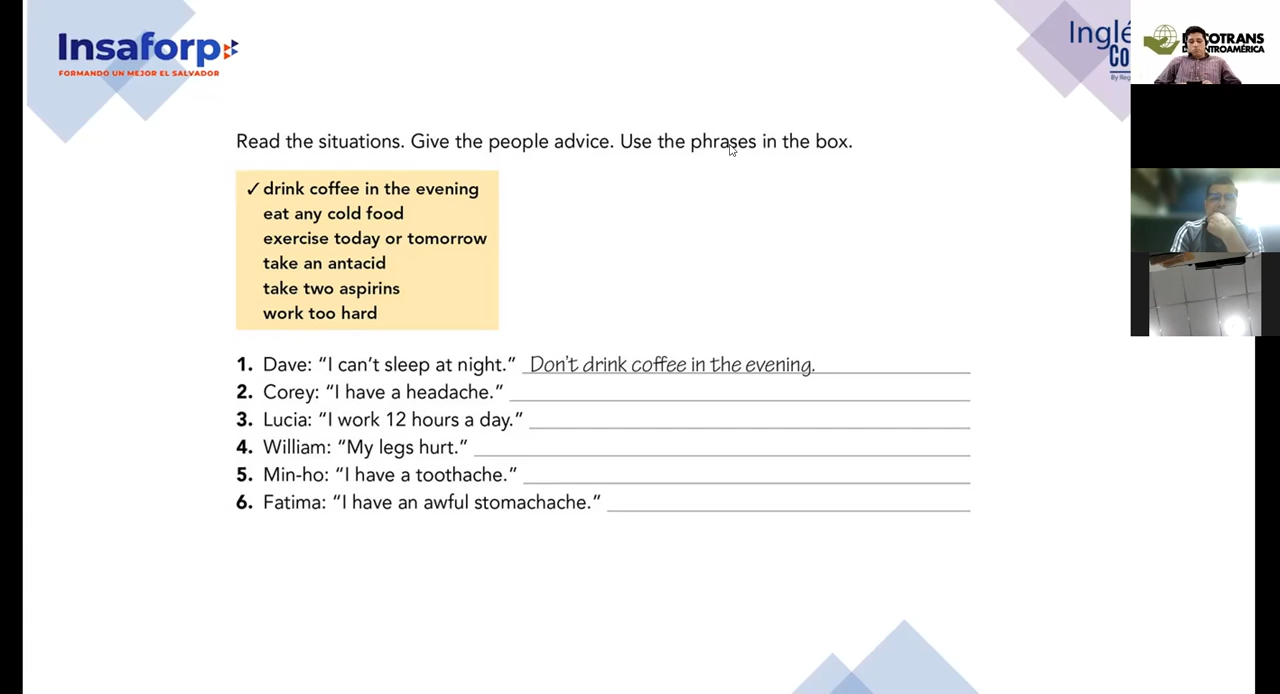 Insaforp
FORMANDO UN MEJOR EL SALVADOR
Read the situations. Give the people advice. Use the phrases in the box.
✓ drink coffee in the evening
eat any cold food
exercise today or tomorrow
take an antacid
take two aspirins
work too hard
1. Dave: “I can’t sleep at night.” Don’t drink coffee in the evening.
2. Corey: “I have a headache.”
3. Lucia: “I work 12 hours a day.”
4. William: “My legs hurt.”
5. Min-ho: “I have a toothache.”
6. Fatima: “I have an awful stomachache.”